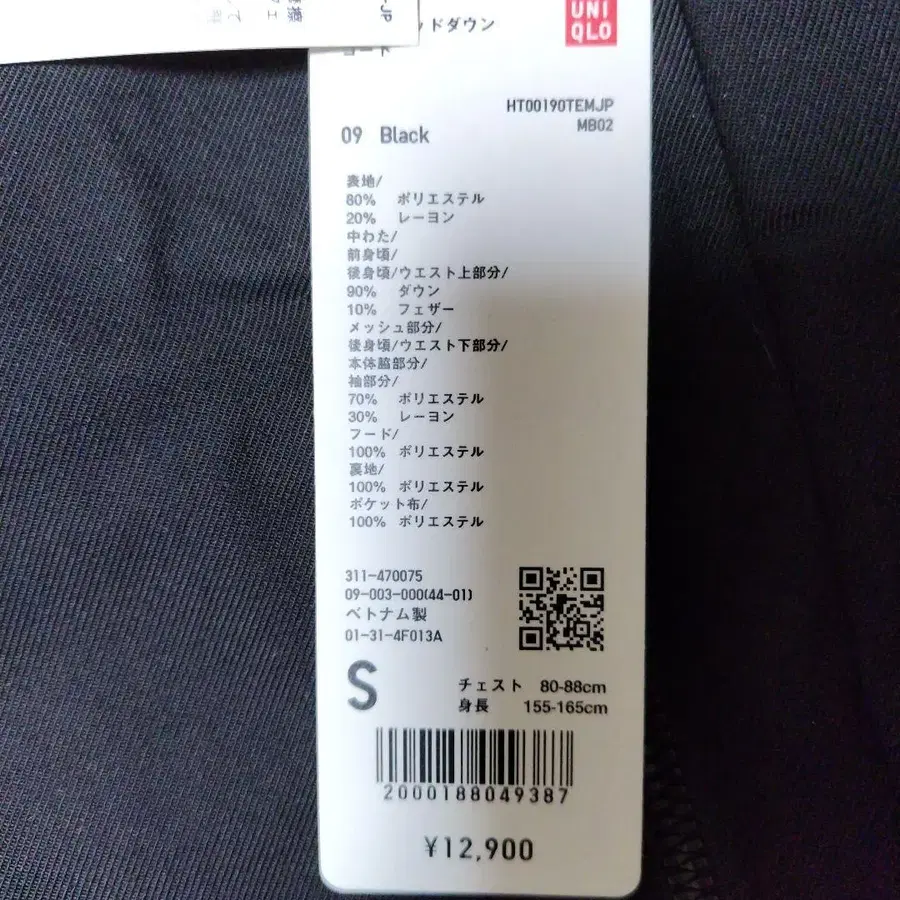 -JP
ッドダウン
コート
UNI
QLO
HT00190TEMJP
MB02
09 Black
表地/
80% ポリエステル
20% レーヨン
中わた/
前身頃/
後身頃/ウエスト上部分/
90% ダウン
10% フェザー
メッシュ部分/
後身頃/ウエスト下部分/
本体脇部分/
袖部分/
70% ポリエステル
30% レーヨン
フード/
100% ポリエステル
裏地/
100% ポリエステル
ポケット布/
100% ポリエステル
311-470075
09-003-000(44-01)
ベトナム製
01-31-4F013A
S
チェスト 80-88cm
身長 155-165cm
2000188049387
¥12,900